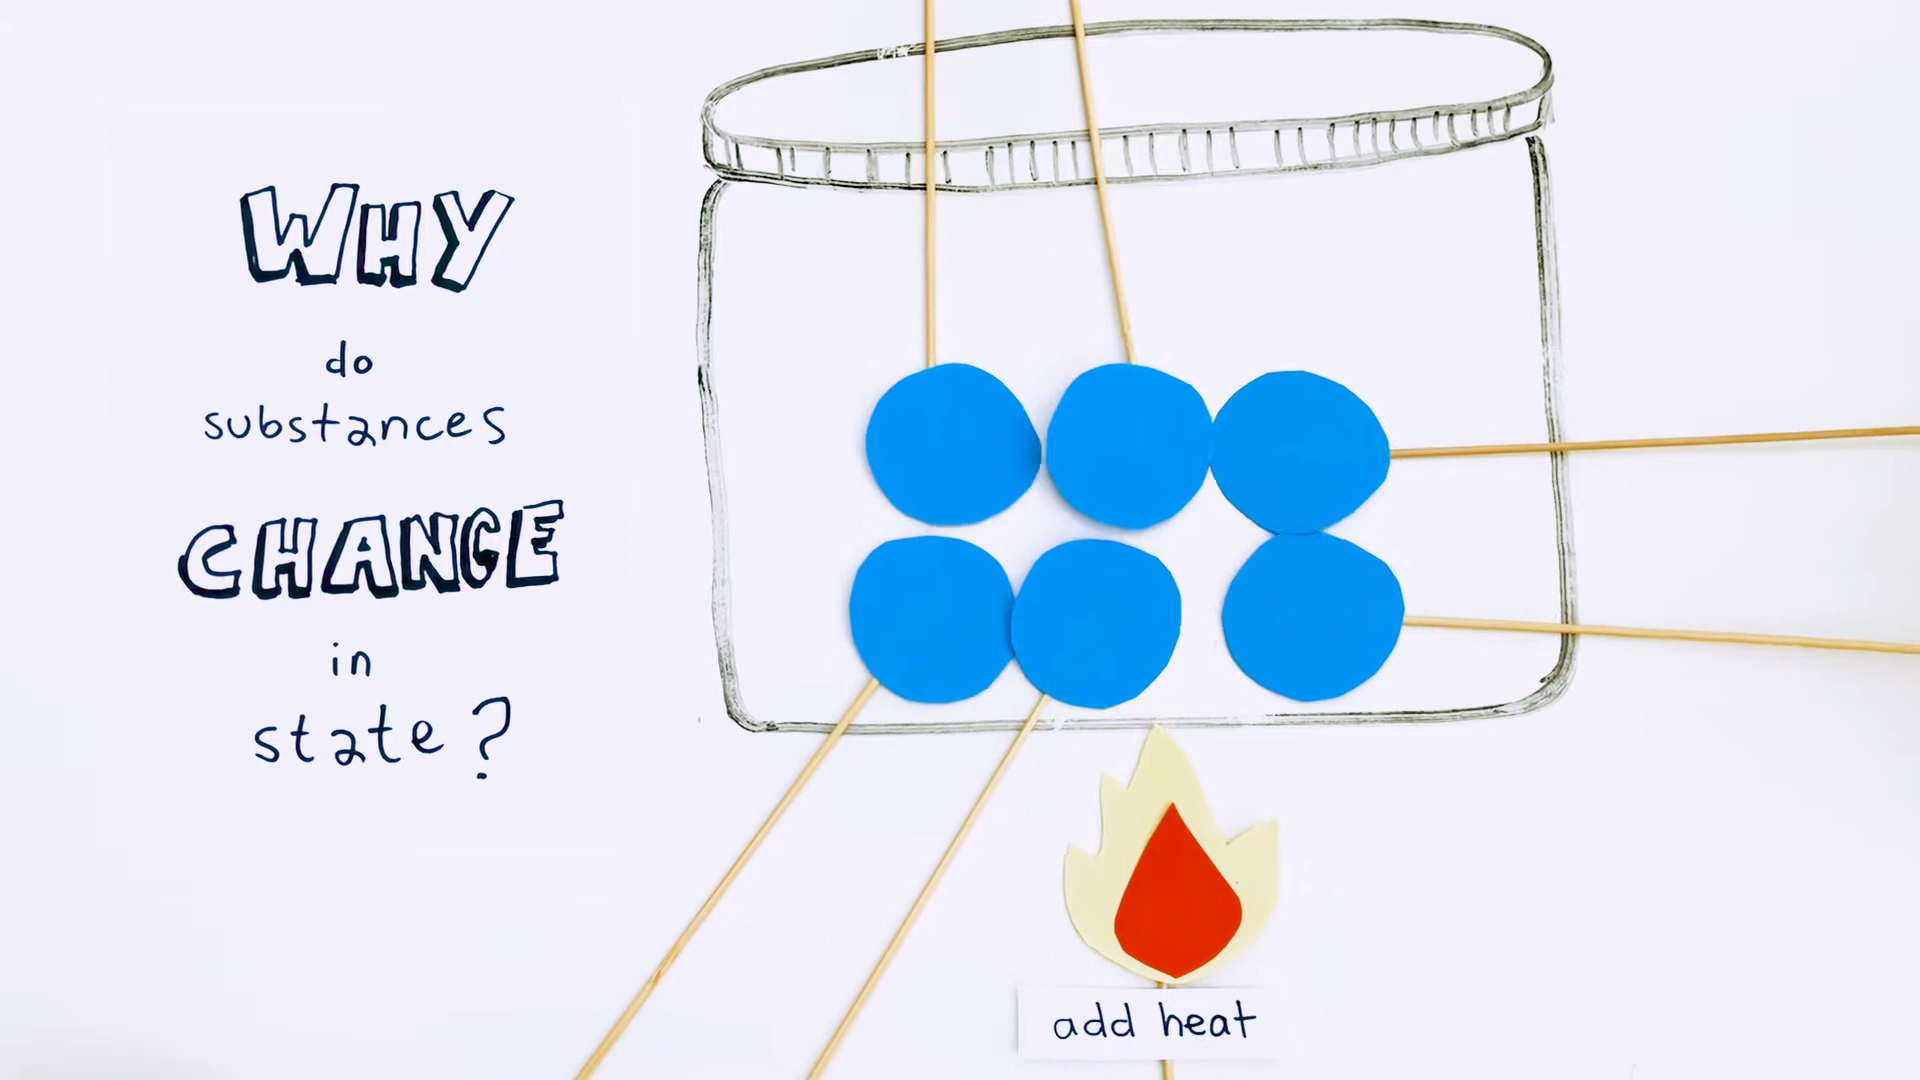 WHY
do
substances
CHANGE
in
state?
add heat